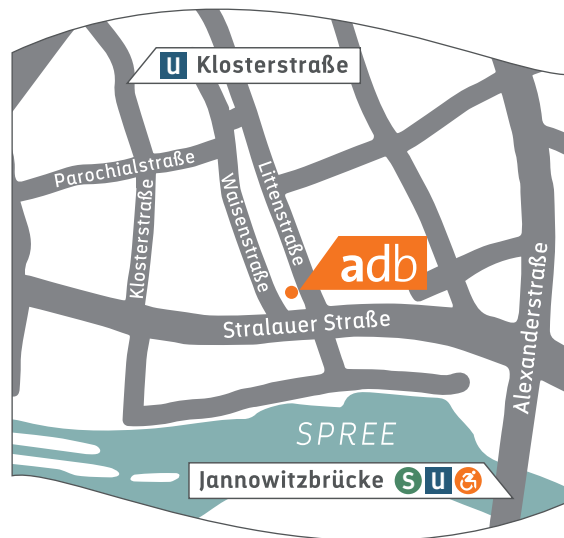 U Klosterstraße
Parochialstraße
Klosterstraße
Waisenstraße
Littenstraße
adb
Stralauer Straße
Alexanderstraße
SPREE
Jannowitzbrücke S U